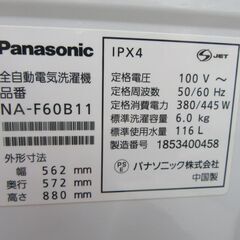 Panasonic
全自動電気洗濯機
品番
NA-F60B11
外形寸法
幅 562 mm
奥行 572 mm
高さ 880 mm
IPX4
JET
定格電圧: 100 V～
定格周波数: 50/60 Hz
定格消費電力: 380/445 W
標準洗濯容量: 6.0 kg
標準使用水量: 116 L
製造番号: 1853400458
PS E
パナソニック株式会社
中国製